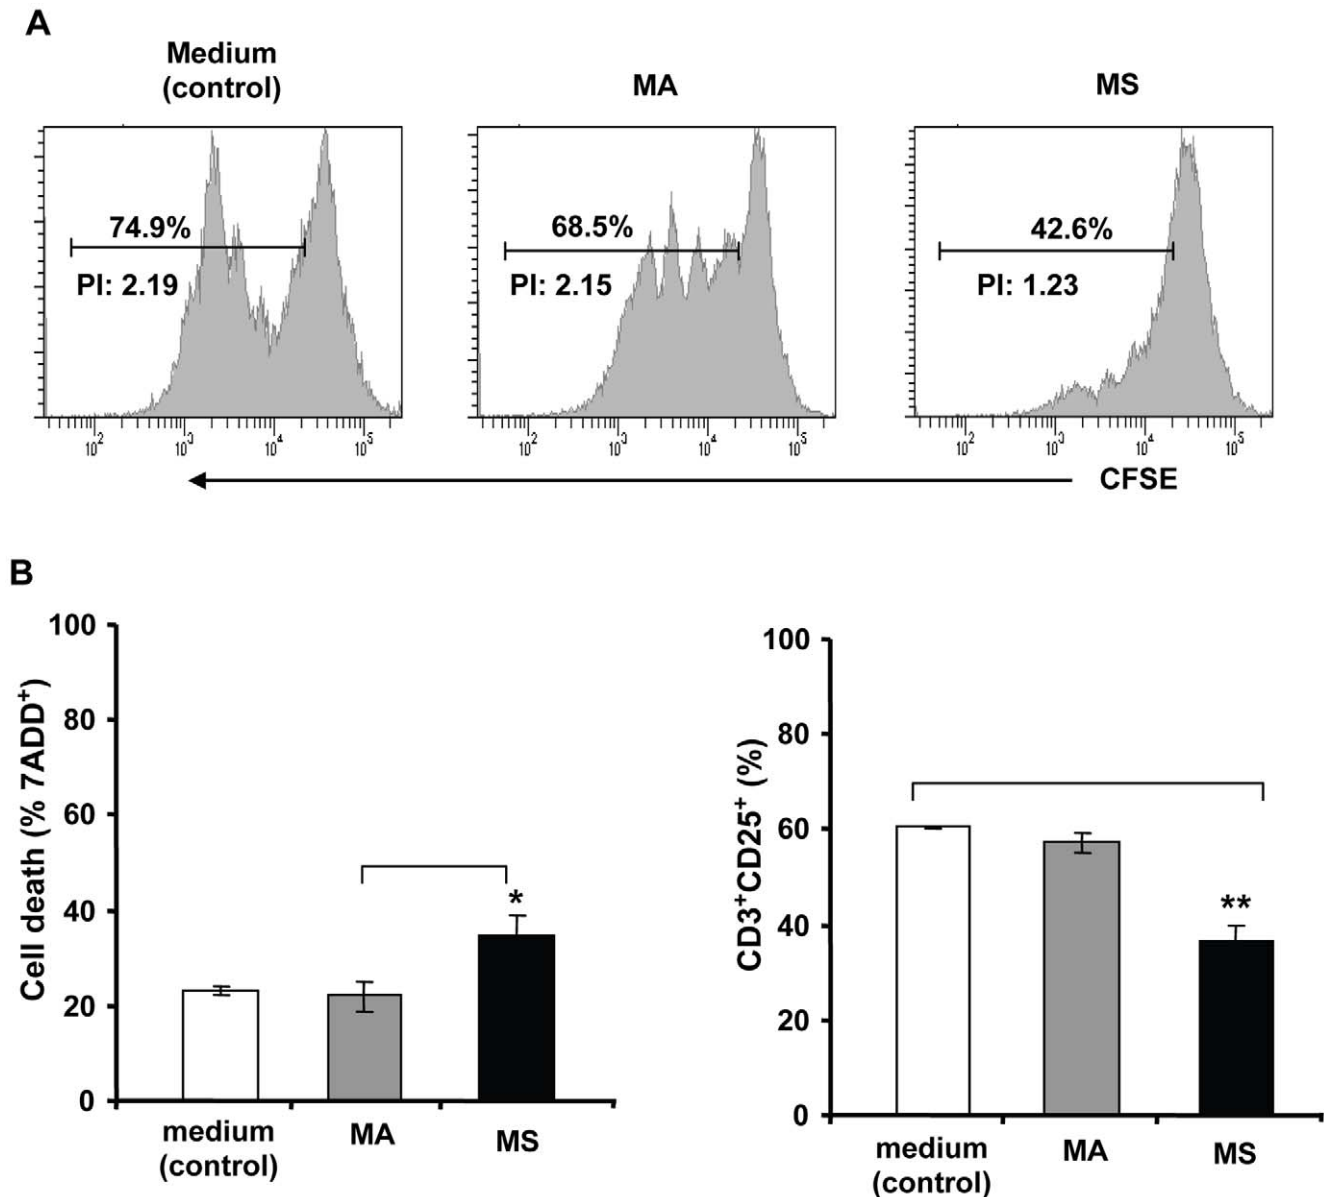 A
Medium
(control)
MA
MS
74.9%
PI: 2.19
68.5%
PI: 2.15
42.6%
PI: 1.23
10² 10³ 10⁴ 10⁵
10² 10³ 10⁴ 10⁵
10² 10³ 10⁴ 10⁵
CFSE
B
Cell death (% 7ADD⁺)
100
80
60
40
20
0
*
medium
(control)
MA
MS
CD3⁺CD25⁺ (%)
100
80
60
40
20
0
**
medium
(control)
MA
MS